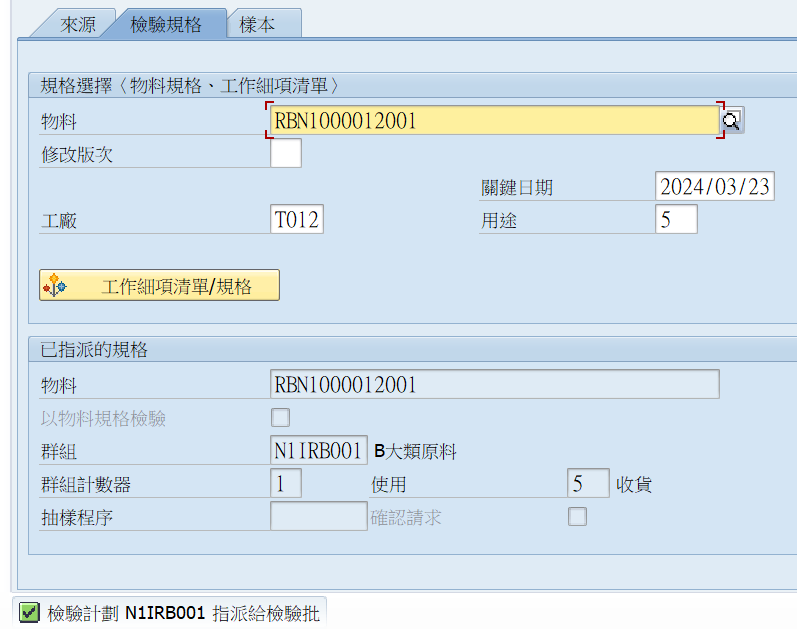 來源 檢驗規格 樣本
規格選擇〈物料規格、工作細項清單〉
物料 RBN1000012001
修改版次
關鍵日期 2024/03/23
工廠 T012 用途 5
工作細項清單/規格
已指派的規格
物料 RBN1000012001
以物料規格檢驗
群組 N1IRB001 B大類原料
群組計數器 1 使用 5 收貨
抽樣程序 確認請求
檢驗計劃 N1IRB001 指派給檢驗批